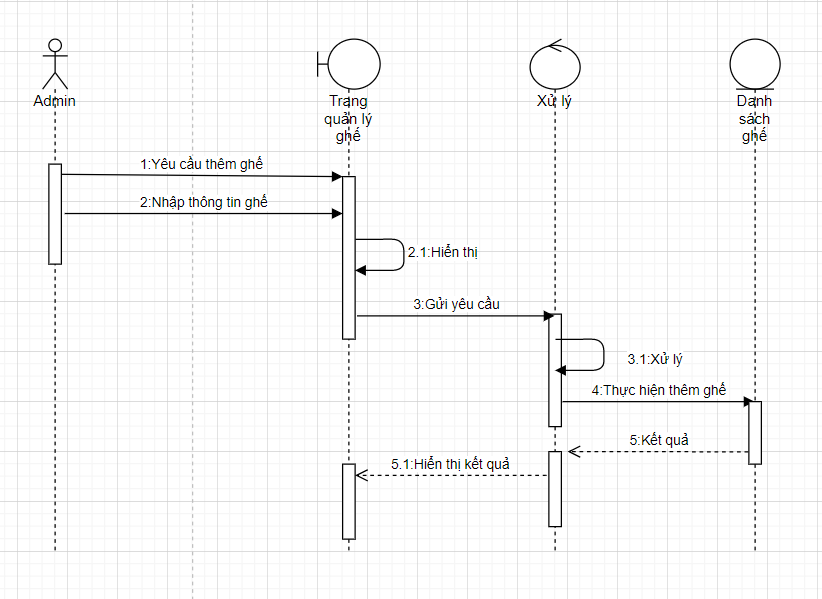 Admin
Trang
quản lý
ghế
Xử lý
Danh
sách
ghế
1:Yêu cầu thêm ghế
2:Nhập thông tin ghế
2.1:Hiển thị
3:Gửi yêu cầu
3.1:Xử lý
4:Thực hiện thêm ghế
5:Kết quả
5.1:Hiển thị kết quả